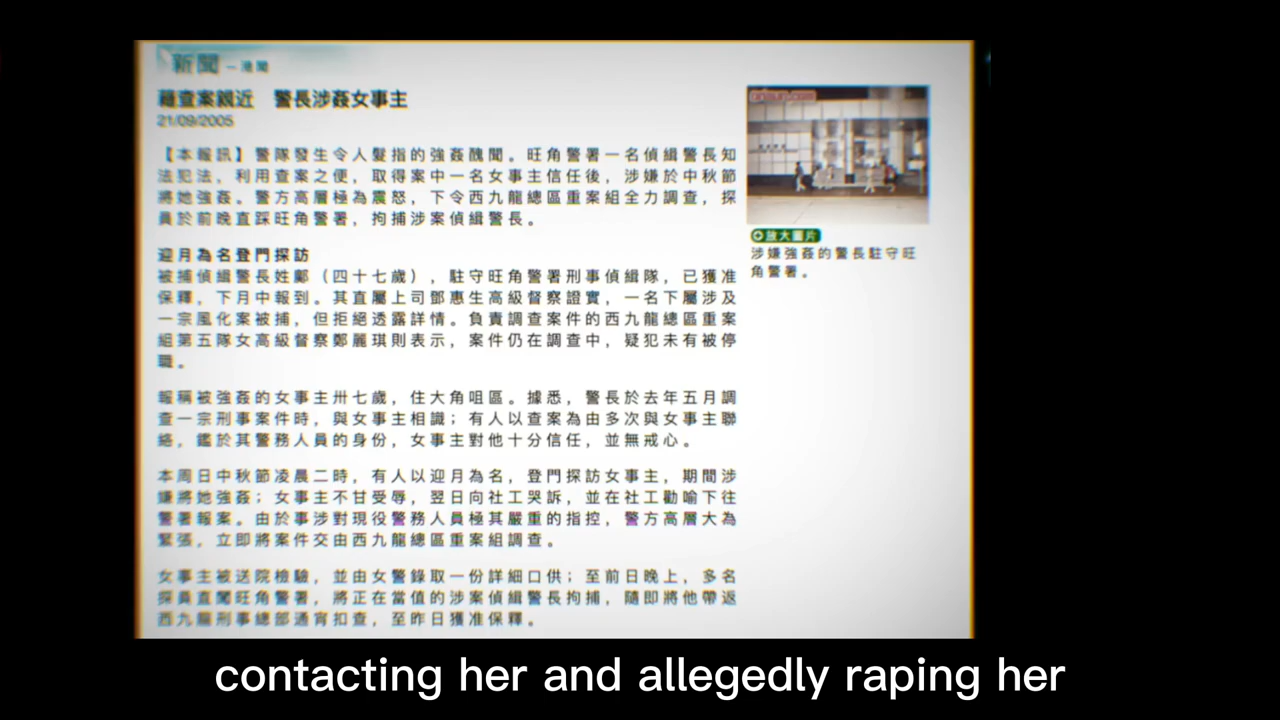 新聞 － 港聞
藉查案親近 警長涉姦女事主
21/09/2005
【本報訊】警隊發生令人髮指的強姦醜聞。旺角警署一名偵緝警長知
法犯法，利用查案之便，取得案中一名女事主信任後，涉嫌於中秋節
將她強姦。警方高層極為震怒，下令西九龍總區重案組全力調查，探
員於前晚直踩旺角警署，拘捕涉案偵緝警長。
迎月為名登門探訪
被捕偵緝警長姓鄭（四十七歲），駐守旺角警署刑事偵緝隊，已獲准
保釋，下月中報到。其直屬上司鄧惠生高級督察證實，一名下屬涉及
一宗風化案被捕，但拒絕透露詳情。負責調查案件的西九龍總區重案
組第五隊女高級督察鄭麗琪則表示，案件仍在調查中，疑犯未有被停
職。
報稱被強姦的女事主卅七歲，住大角咀區。據悉，警長於去年五月調
查一宗刑事案件時，與女事主相識；有人以查案為由多次與女事主聯
絡，鑑於其警務人員的身份，女事主對他十分信任，並無戒心。
本周日中秋節凌晨二時，有人以迎月為名，登門探訪女事主，期間涉
嫌將她強姦；女事主不甘受辱，翌日向社工哭訴，並在社工勸喻下往
警署報案。由於事涉對現役警務人員極其嚴重的指控，警方高層大為
緊張，立即將案件交由西九龍總區重案組調查。
女事主被送院檢驗，並由女警錄取一份詳細口供；至前日晚上，多名
探員直闖旺角警署，將正在當值的涉案偵緝警長拘捕，隨即將他帶返
西九龍刑事總部通宵扣查，至昨日獲准保釋。
放大圖片
涉嫌強姦的警長駐守旺
角警署。
contacting her and allegedly raping her